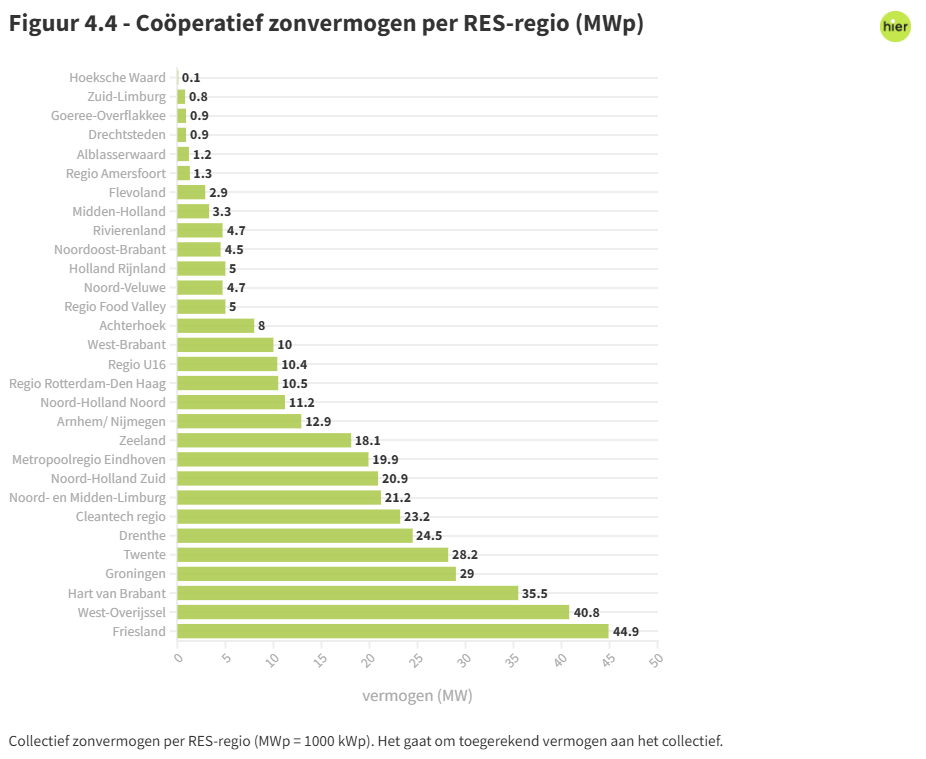 Figuur 4.4 - Coöperatief zonvermogen per RES-regio (MWp)
hier
Hoeksche Waard 0.1
Zuid-Limburg 0.8
Goeree-Overflakkee 0.9
Drechtsteden 0.9
Alblasserwaard 1.2
Regio Amersfoort 1.3
Flevoland 2.9
Midden-Holland 3.3
Rivierenland 4.7
Noordoost-Brabant 4.5
Holland Rijnland 5
Noord-Veluwe 4.7
Regio Food Valley 5
Achterhoek 8
West-Brabant 10
Regio U16 10.4
Regio Rotterdam-Den Haag 10.5
Noord-Holland Noord 11.2
Arnhem/ Nijmegen 12.9
Zeeland 18.1
Metropoolregio Eindhoven 19.9
Noord-Holland Zuid 20.9
Noord- en Midden-Limburg 21.2
Cleantech regio 23.2
Drenthe 24.5
Twente 28.2
Groningen 29
Hart van Brabant 35.5
West-Overijssel 40.8
Friesland 44.9
0 5 10 15 20 25 30 35 40 45 50
vermogen (MW)
Collectief zonvermogen per RES-regio (MWp = 1000 kWp). Het gaat om toegerekend vermogen aan het collectief.